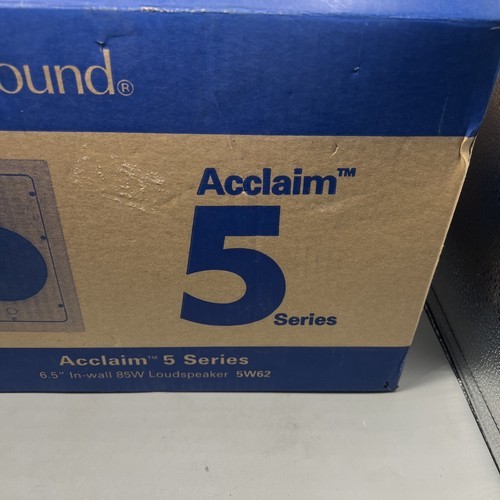 ound®
Acclaim™
5
Series
Acclaim™ 5 Series
6.5" In-wall 85W Loudspeaker 5W62